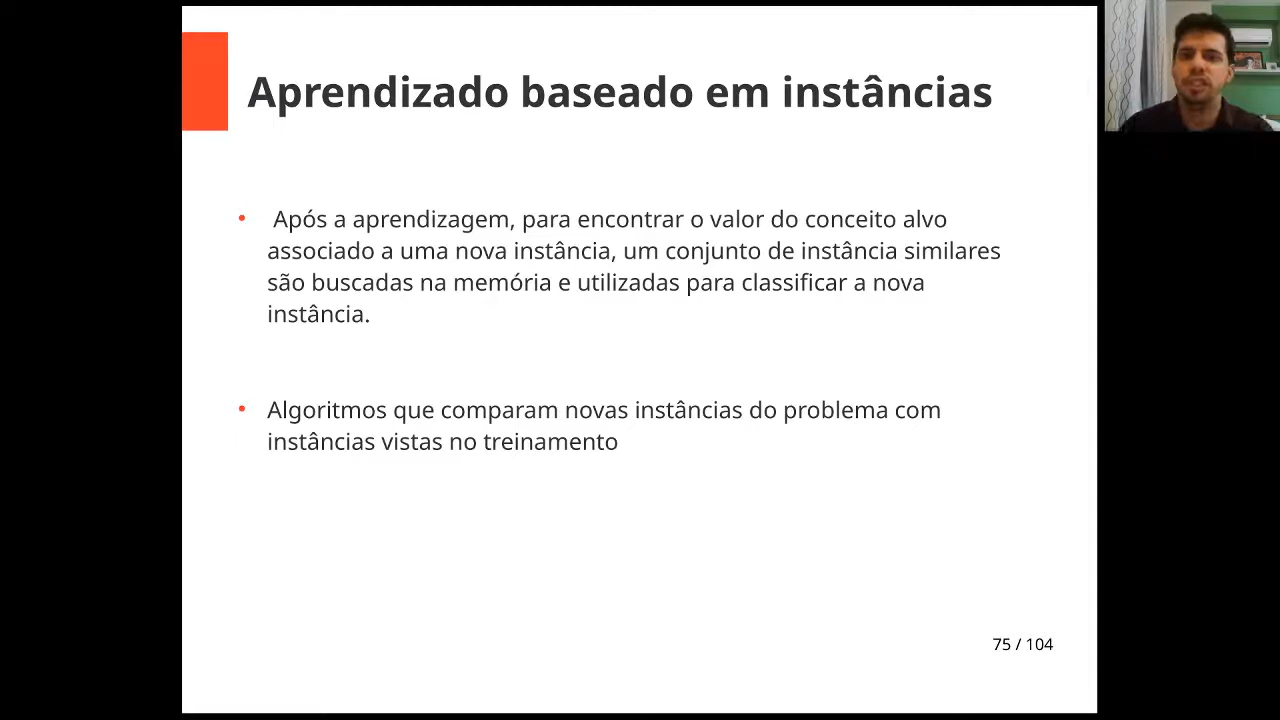 Aprendizado baseado em instâncias
• Após a aprendizagem, para encontrar o valor do conceito alvo
associado a uma nova instância, um conjunto de instância similares
são buscadas na memória e utilizadas para classificar a nova
instância.
• Algoritmos que comparam novas instâncias do problema com
instâncias vistas no treinamento
75 / 104